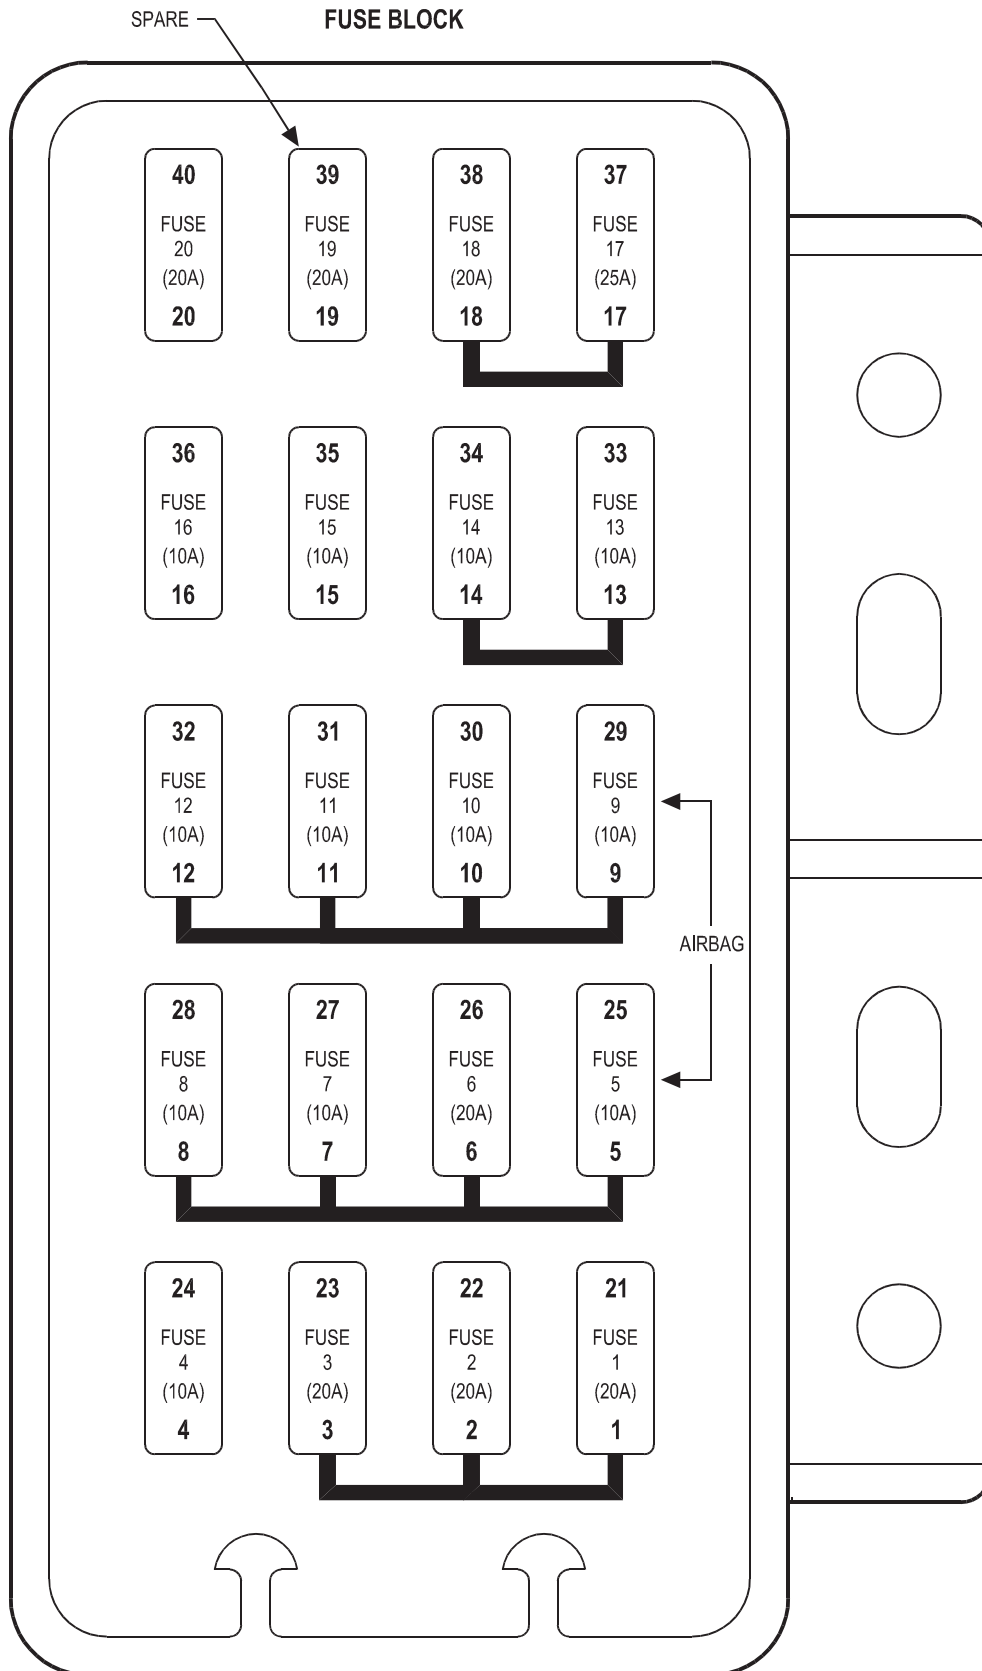 SPARE FUSE BLOCK
40 39 38 37
FUSE FUSE FUSE FUSE
20 19 18 17
(20A) (20A) (20A) (25A)
20 19 18 17
36 35 34 33
FUSE FUSE FUSE FUSE
16 15 14 13
(10A) (10A) (10A) (10A)
16 15 14 13
32 31 30 29
FUSE FUSE FUSE FUSE
12 11 10 9
(10A) (10A) (10A) (10A)
12 11 10 9
AIRBAG
28 27 26 25
FUSE FUSE FUSE FUSE
8 7 6 5
(10A) (10A) (20A) (10A)
8 7 6 5
24 23 22 21
FUSE FUSE FUSE FUSE
4 3 2 1
(10A) (20A) (20A) (20A)
4 3 2 1